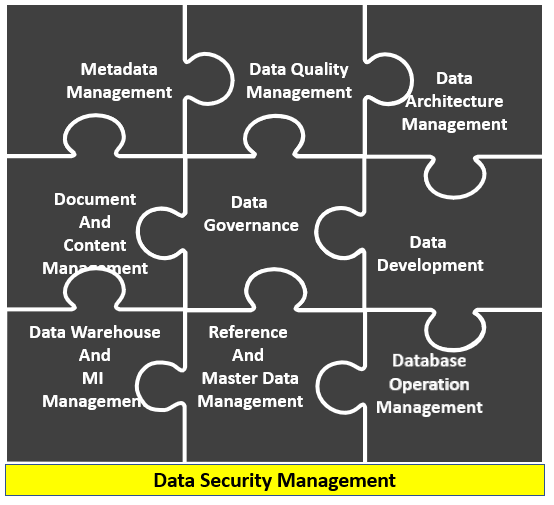 Metadata
Management
Data Quality
Management
Data
Architecture
Management
Document
And
Content
Management
Data
Governance
Data
Development
Data Warehouse
And
MI
Management
Reference
And
Master Data
Management
Database
Operation
Management
Data Security Management